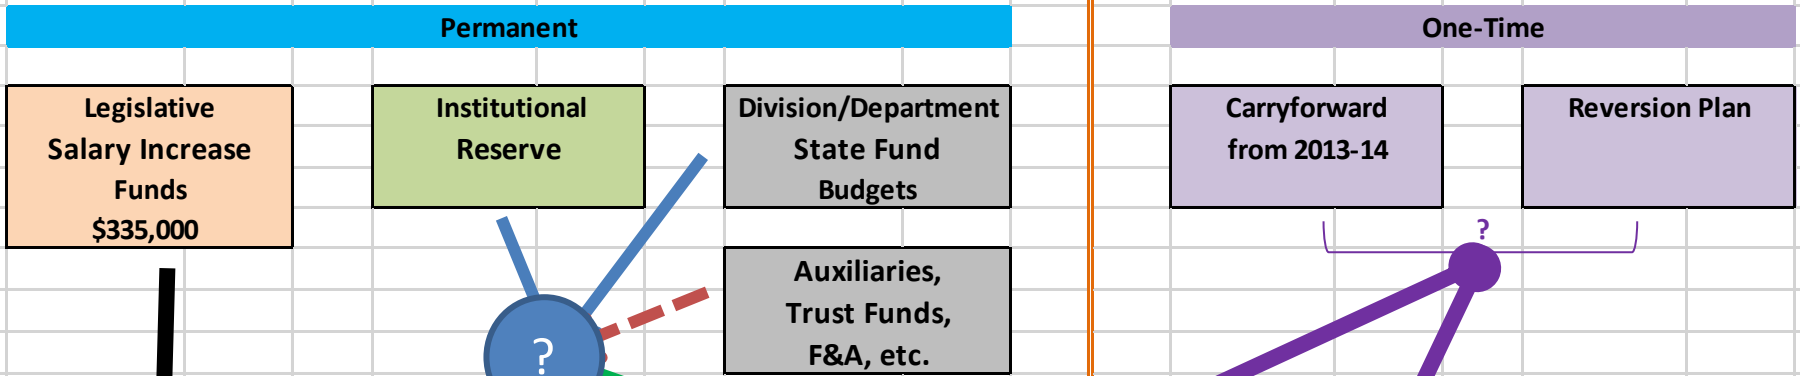 Permanent
One-Time
Legislative
Salary Increase
Funds
$335,000
Institutional
Reserve
Division/Department
State Fund
Budgets
Carryforward
from 2013-14
Reversion Plan
?
Auxiliaries,
Trust Funds,
F&A, etc.
?